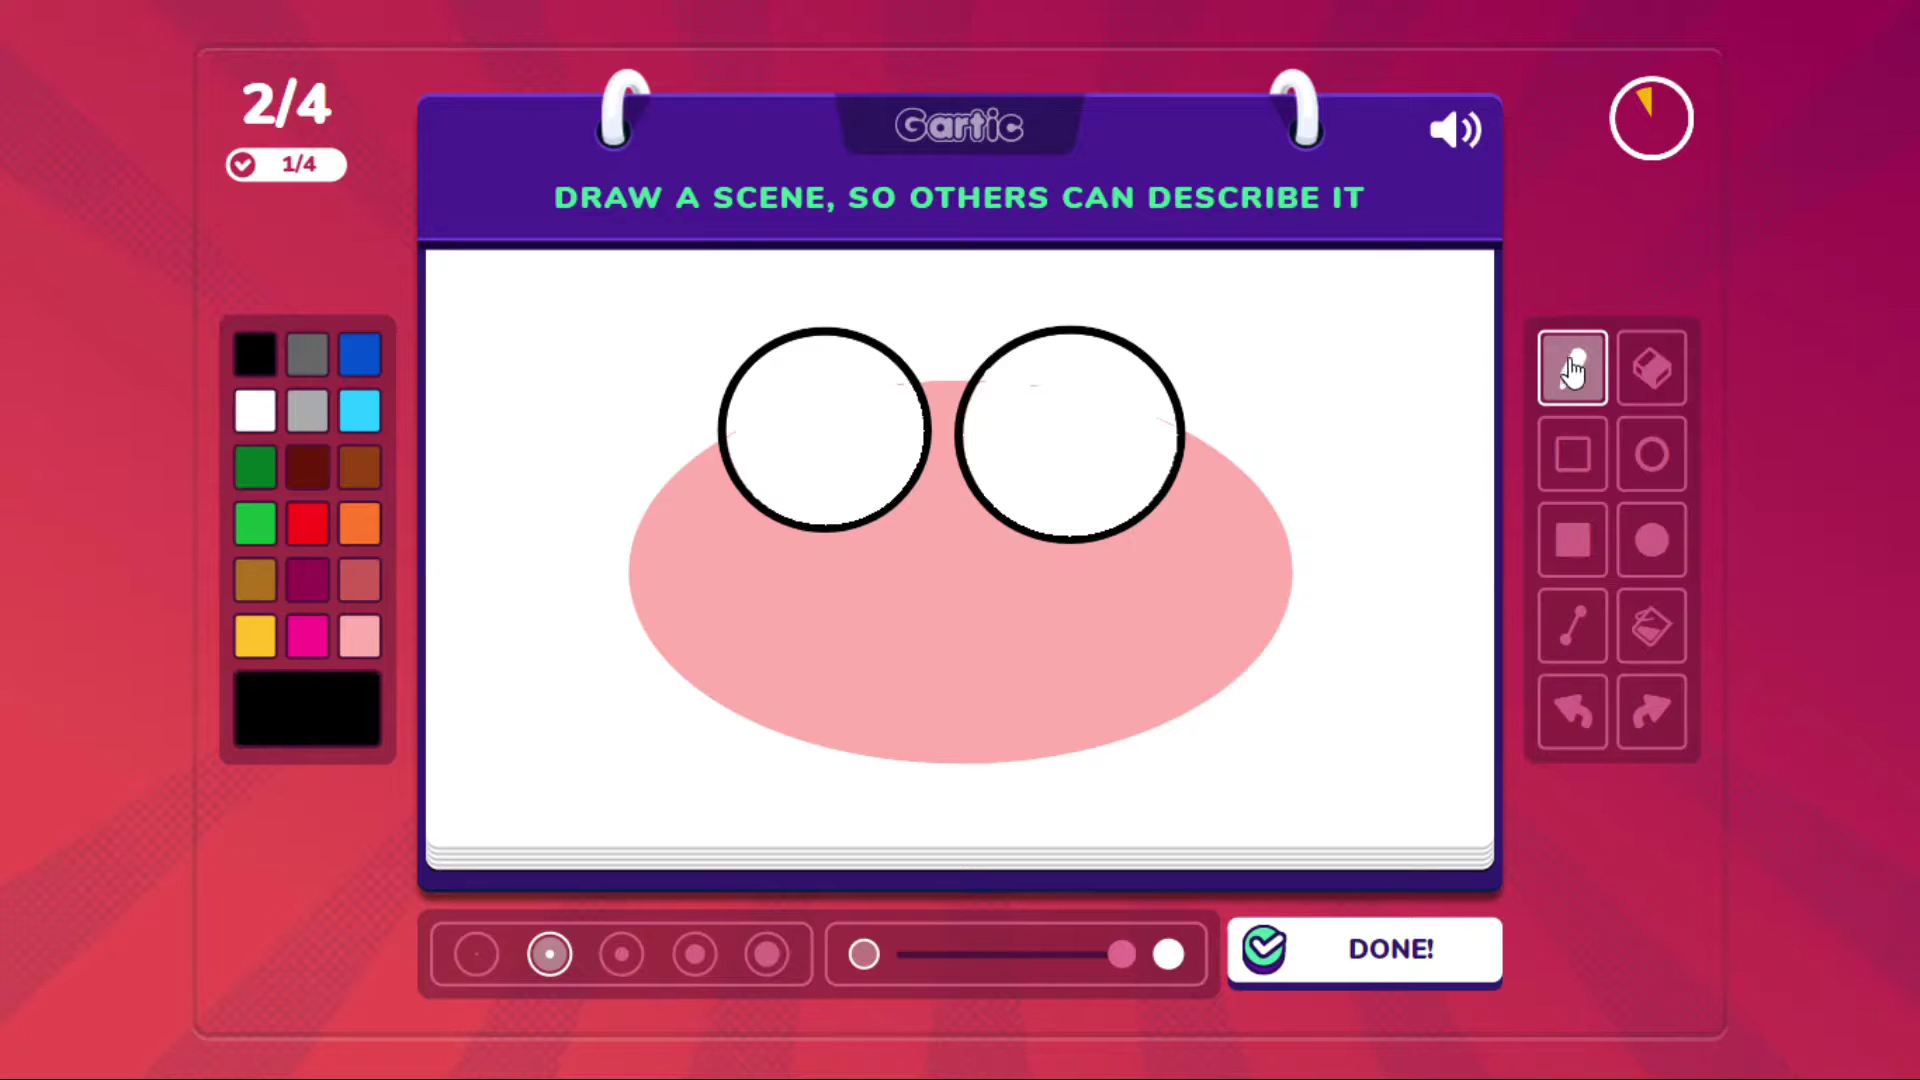 2/4
1/4
Gartic
DRAW A SCENE, SO OTHERS CAN DESCRIBE IT
DONE!